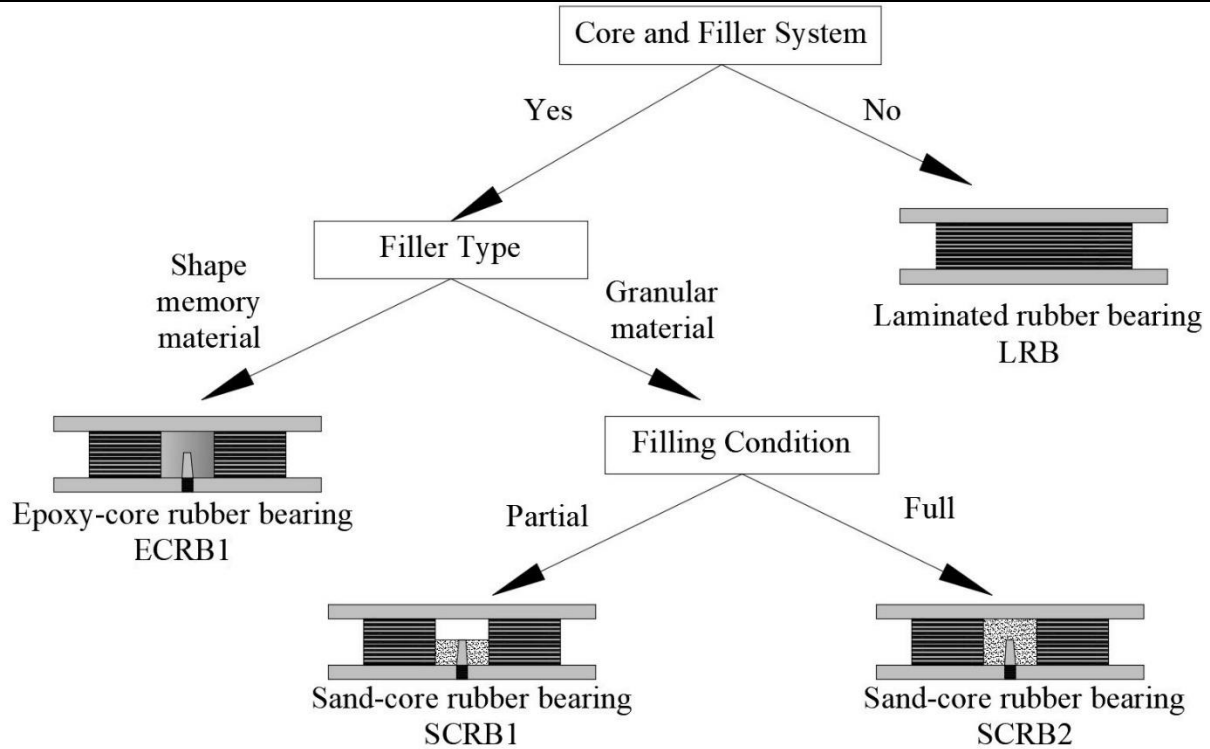 Core and Filler System
Yes
No
Filler Type
Shape
memory
material
Granular
material
Laminated rubber bearing
LRB
Filling Condition
Epoxy-core rubber bearing
ECRB1
Partial
Full
Sand-core rubber bearing
SCRB1
Sand-core rubber bearing
SCRB2